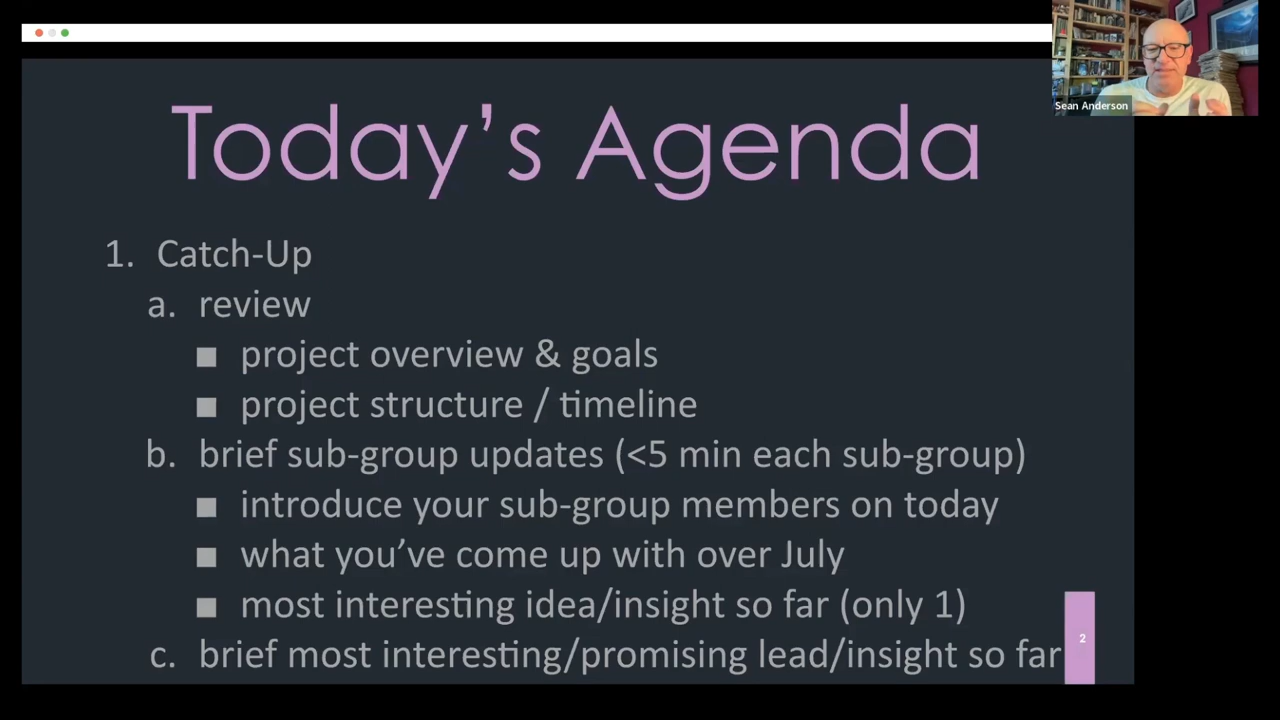 Sean Anderson
Today’s Agenda
1. Catch-Up
a. review
■ project overview & goals
■ project structure / timeline
b. brief sub-group updates (<5 min each sub-group)
■ introduce your sub-group members on today
■ what you’ve come up with over July
■ most interesting idea/insight so far (only 1)
c. brief most interesting/promising lead/insight so far
2